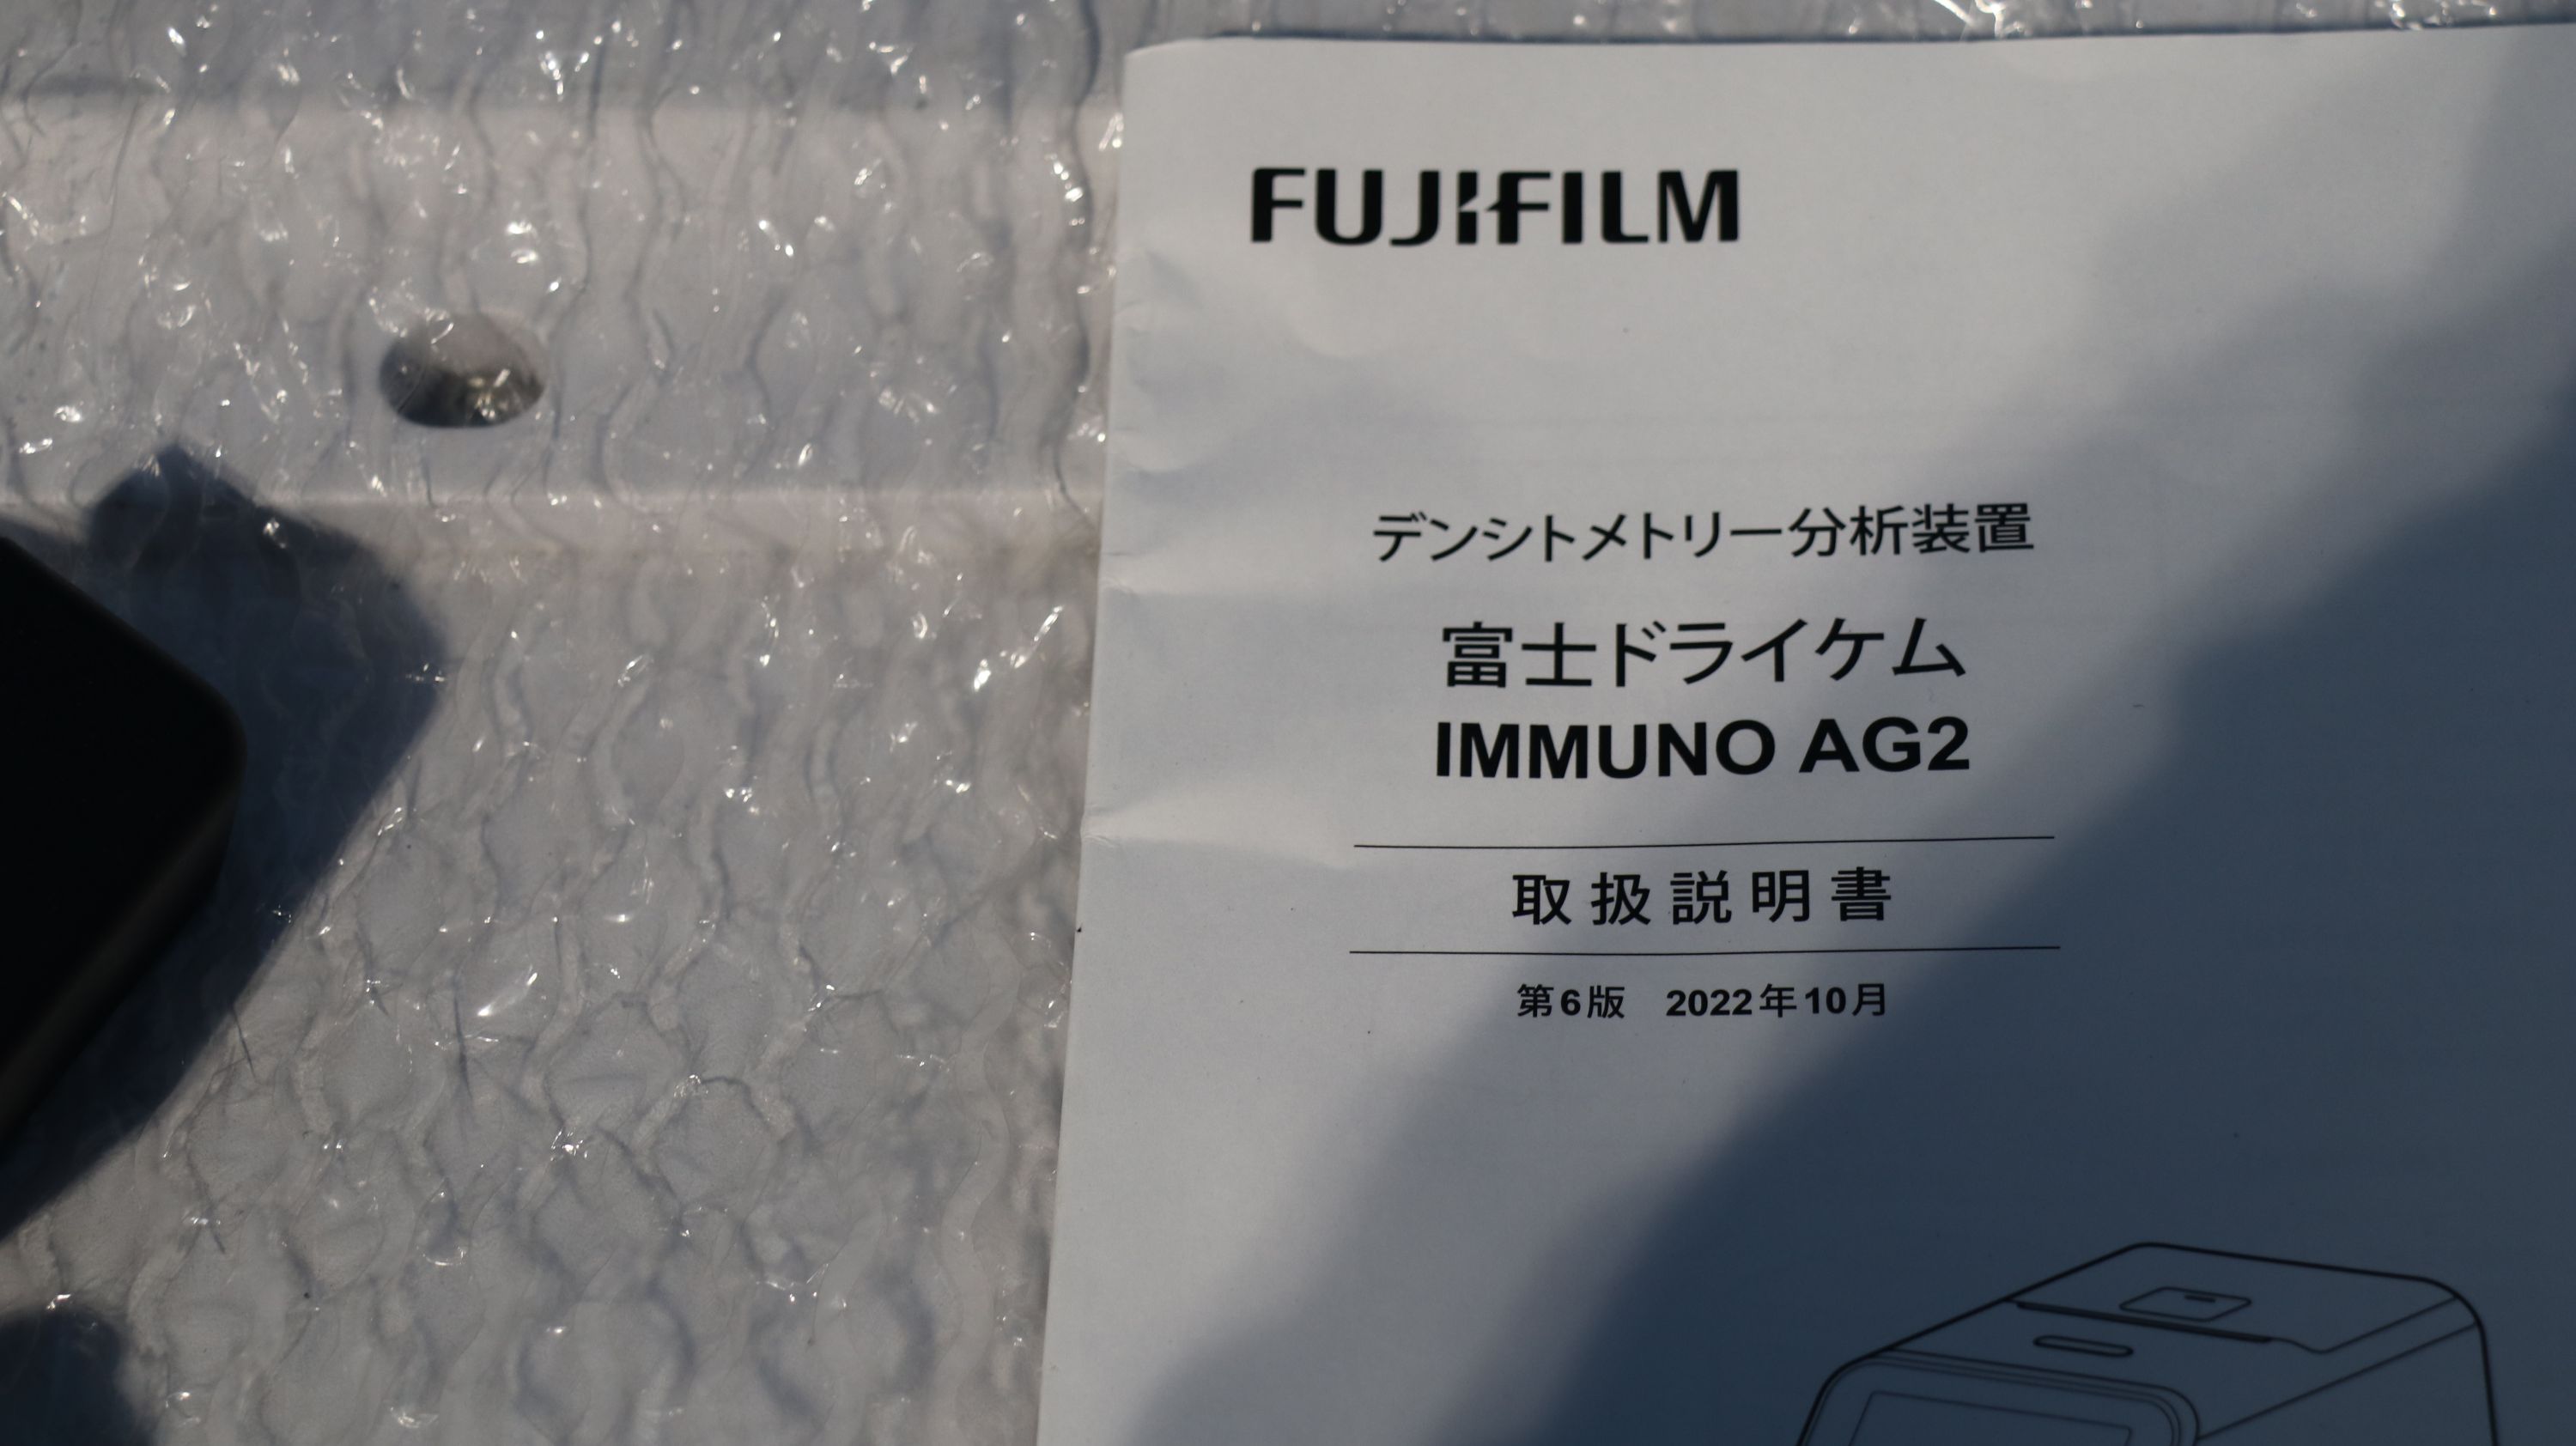 FUJIFILM
デンシトメトリー分析装置
富士ドライケム
IMMUNO AG2
取扱説明書
第6版 2022年10月